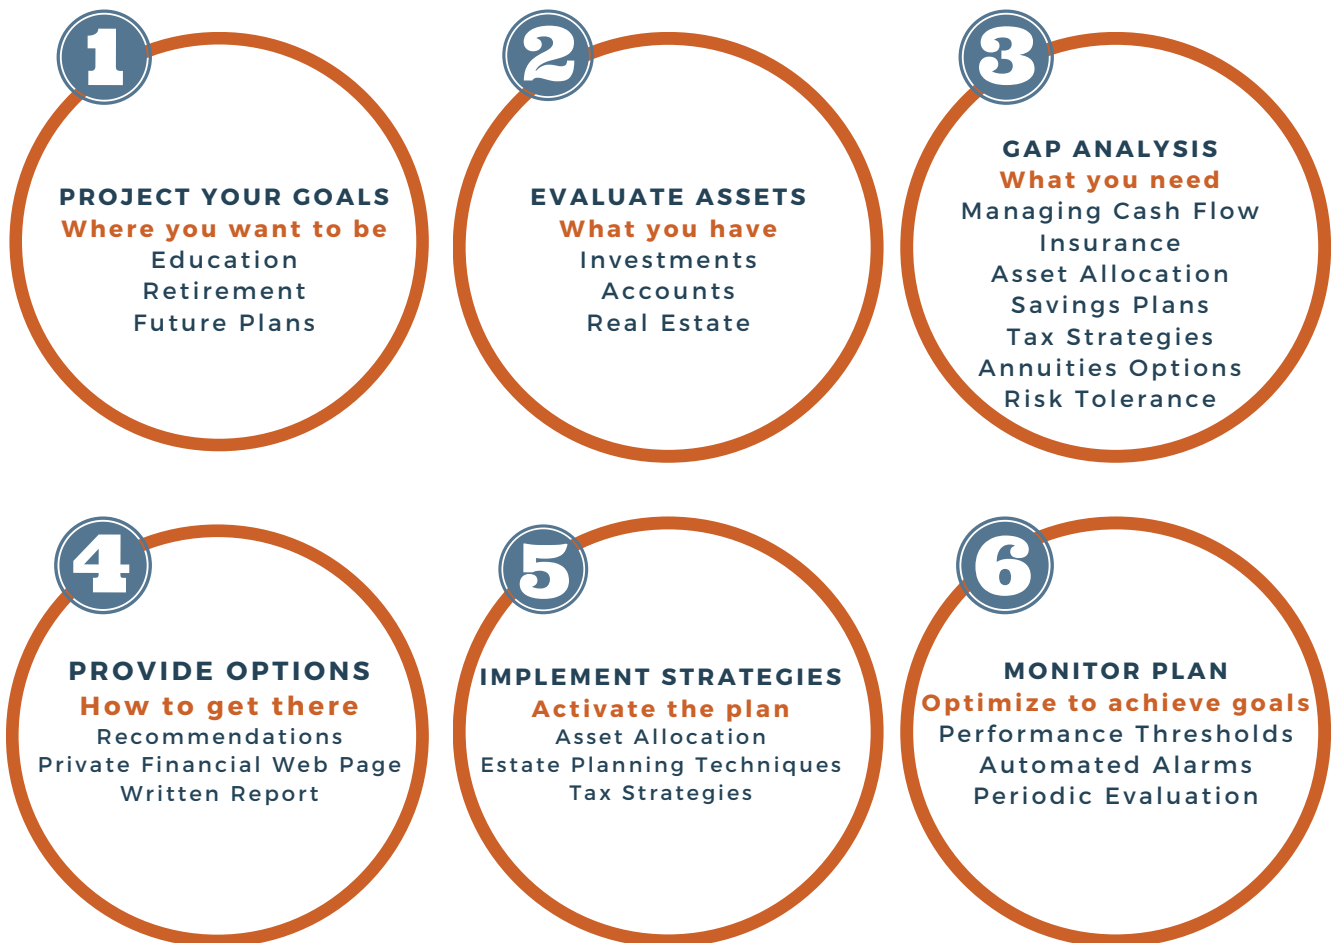 1
PROJECT YOUR GOALS
Where you want to be
Education
Retirement
Future Plans
2
EVALUATE ASSETS
What you have
Investments
Accounts
Real Estate
3
GAP ANALYSIS
What you need
Managing Cash Flow
Insurance
Asset Allocation
Savings Plans
Tax Strategies
Annuities Options
Risk Tolerance
4
PROVIDE OPTIONS
How to get there
Recommendations
Private Financial Web Page
Written Report
5
IMPLEMENT STRATEGIES
Activate the plan
Asset Allocation
Estate Planning Techniques
Tax Strategies
6
MONITOR PLAN
Optimize to achieve goals
Performance Thresholds
Automated Alarms
Periodic Evaluation